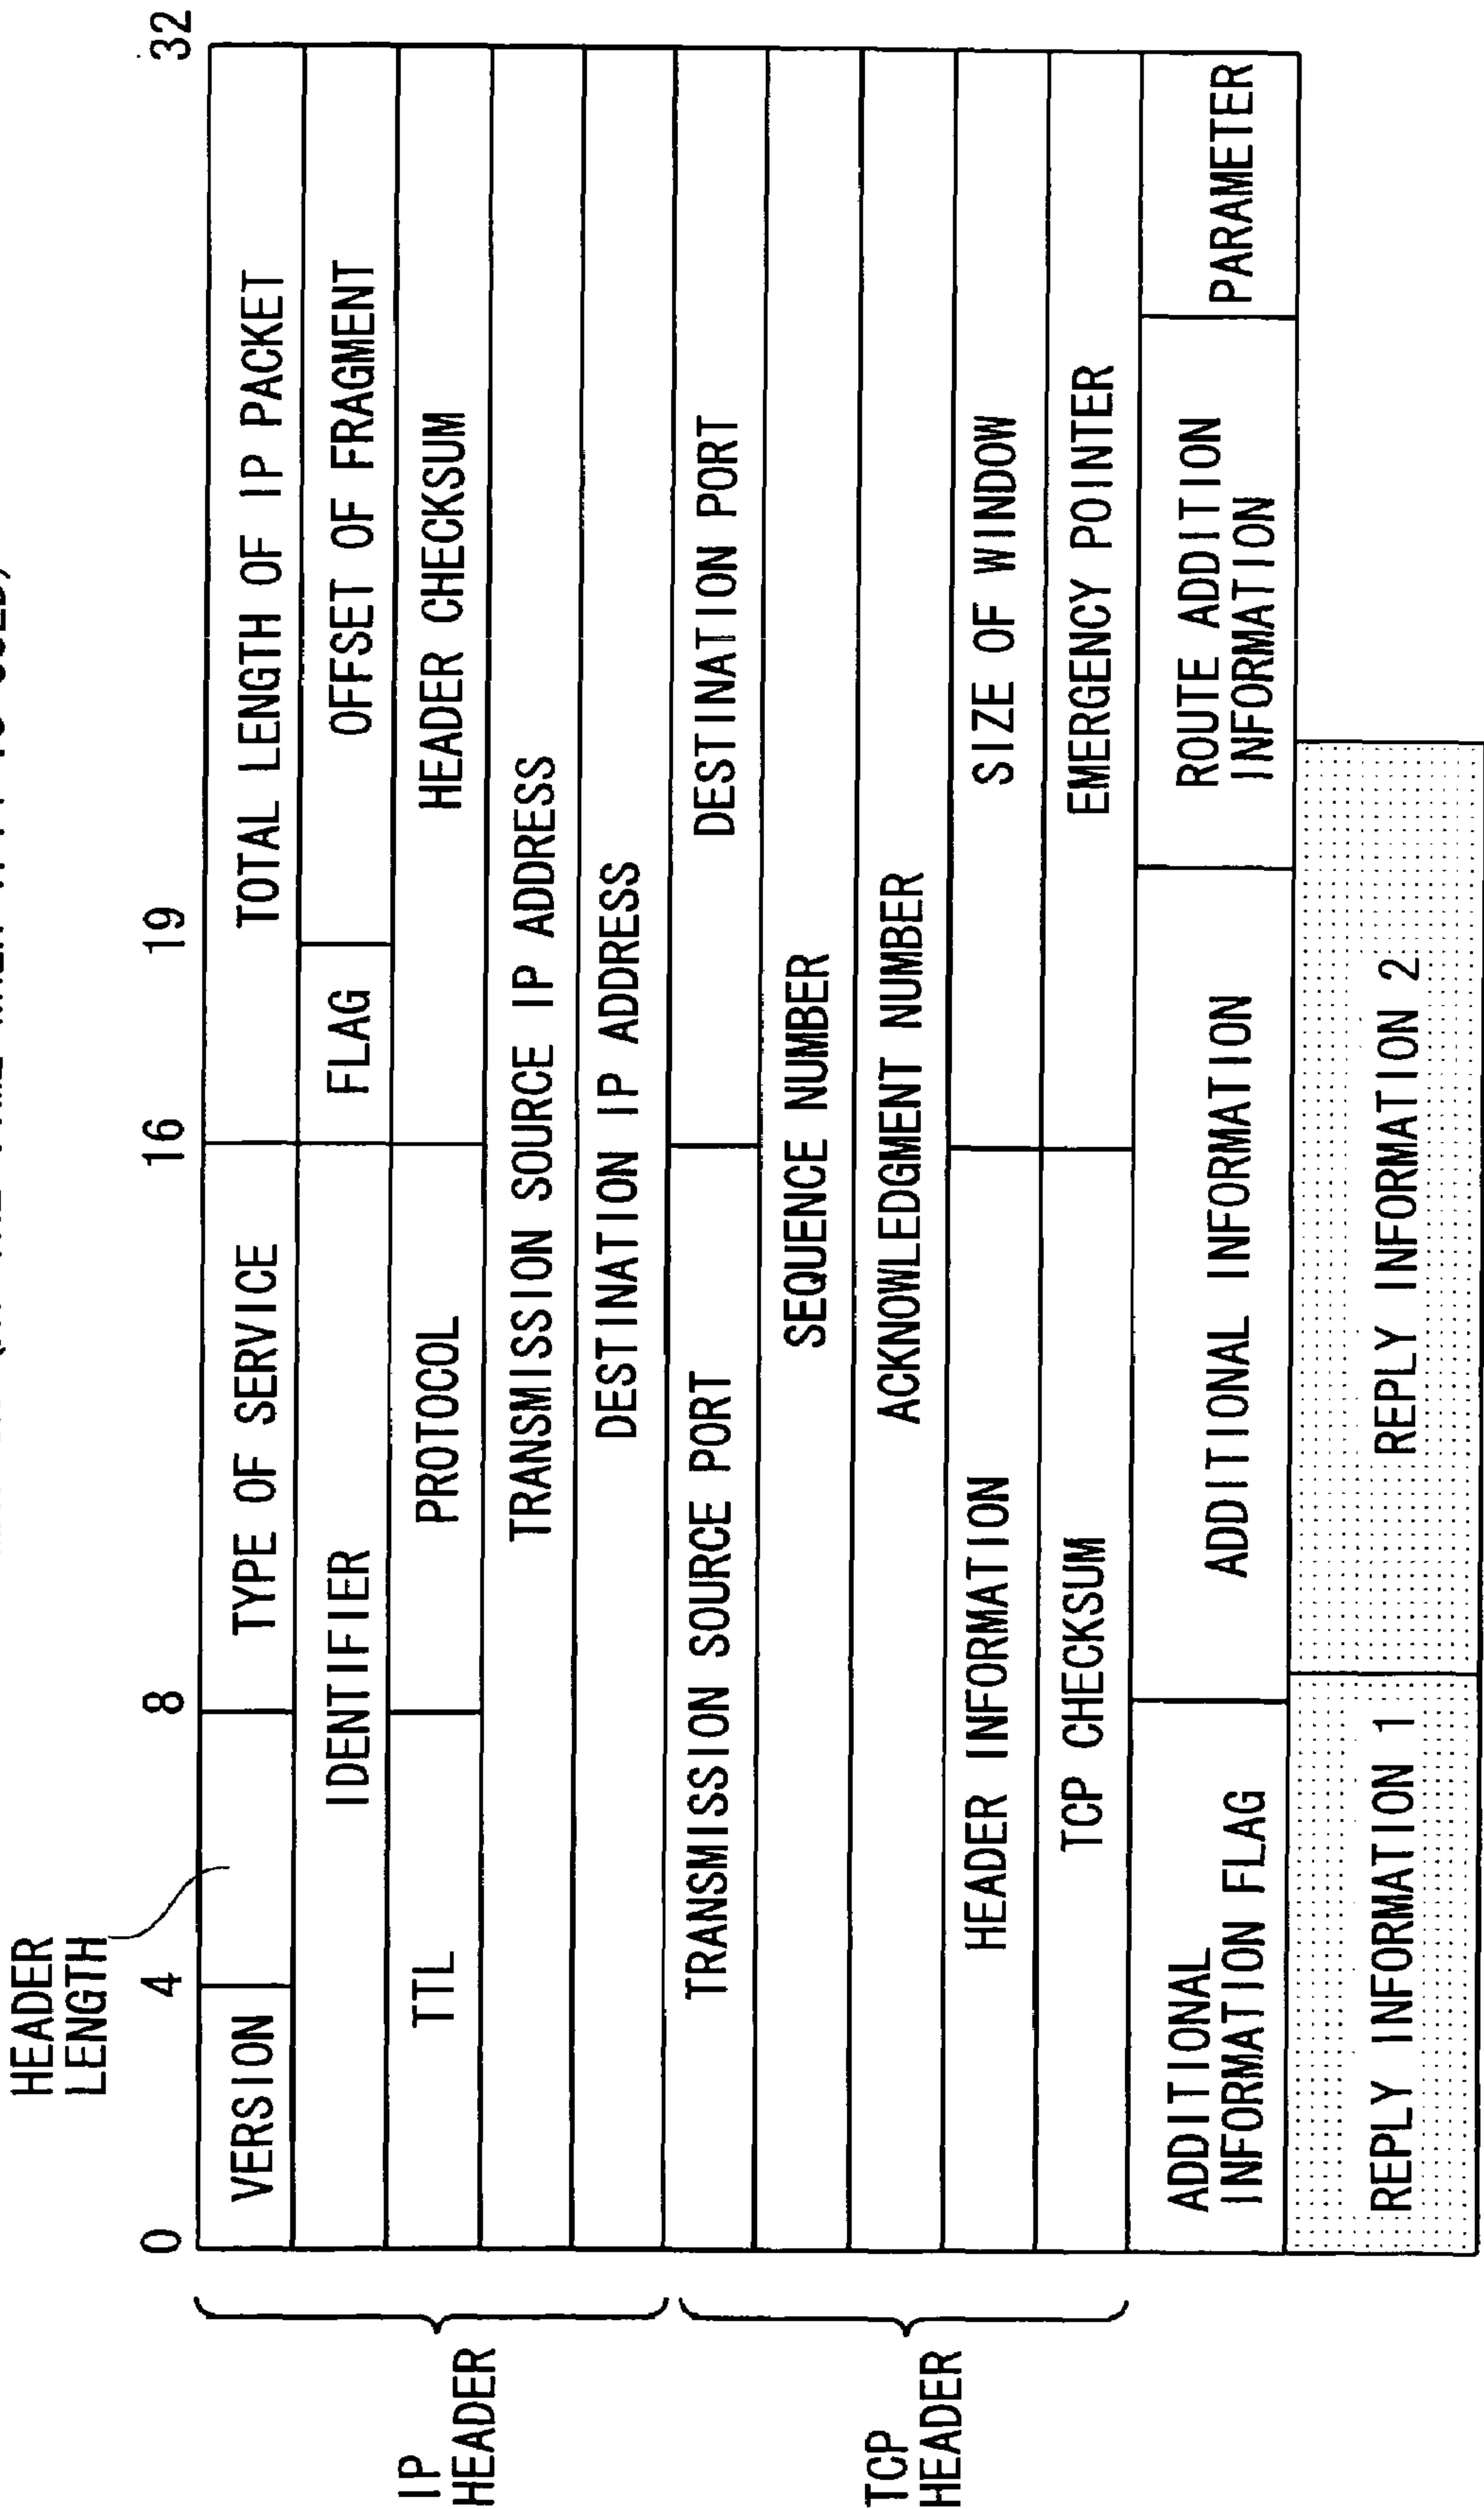 HEADER
LENGTH
0
4
8
16
19
32
VERSION
TYPE OF SERVICE
TOTAL LENGTH OF IP PACKET
IDENTIFIER
FLAG
OFFSET OF FRAGMENT
TTL
PROTOCOL
HEADER CHECKSUM
TRANSMISSION SOURCE IP ADDRESS
DESTINATION IP ADDRESS
IP
HEADER
TRANSMISSION SOURCE PORT
DESTINATION PORT
SEQUENCE NUMBER
ACKNOWLEDGMENT NUMBER
HEADER INFORMATION
SIZE OF WINDOW
TCP CHECKSUM
EMERGENCY POINTER
TCP
HEADER
ADDITIONAL
INFORMATION FLAG
ADDITIONAL INFORMATION
ROUTE ADDITION
INFORMATION
PARAMETER
REPLY INFORMATION 1
REPLY INFORMATION 2